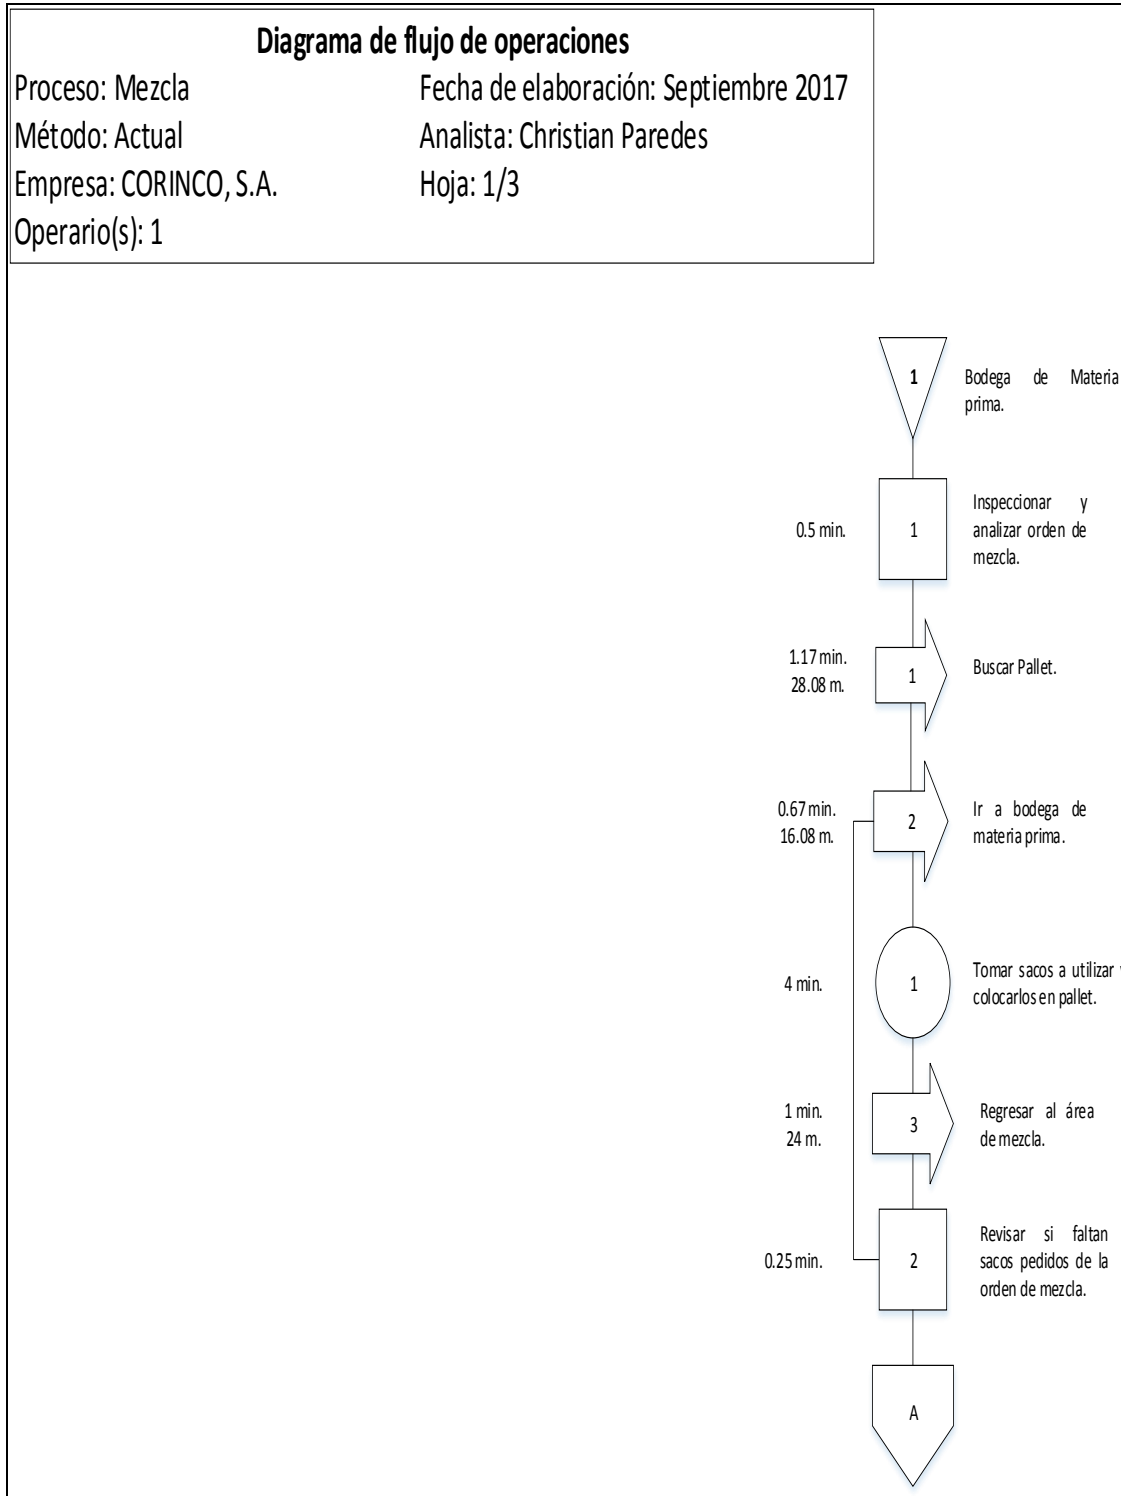 Diagrama de flujo de operaciones
Proceso: Mezcla Fecha de elaboración: Septiembre 2017
Método: Actual Analista: Christian Paredes
Empresa: CORINCO, S.A. Hoja: 1/3
Operario(s): 1
1
Bodega de Materia
prima.
0.5 min.
1
Inspeccionar y
analizar orden de
mezcla.
1.17 min.
28.08 m.
1
Buscar Pallet.
0.67 min.
16.08 m.
2
Ir a bodega de
materia prima.
4 min.
1
Tomar sacos a utilizar
colocarlos en pallet.
1 min.
24 m.
3
Regresar al área
de mezcla.
0.25 min.
2
Revisar si faltan
sacos pedidos de la
orden de mezcla.
A